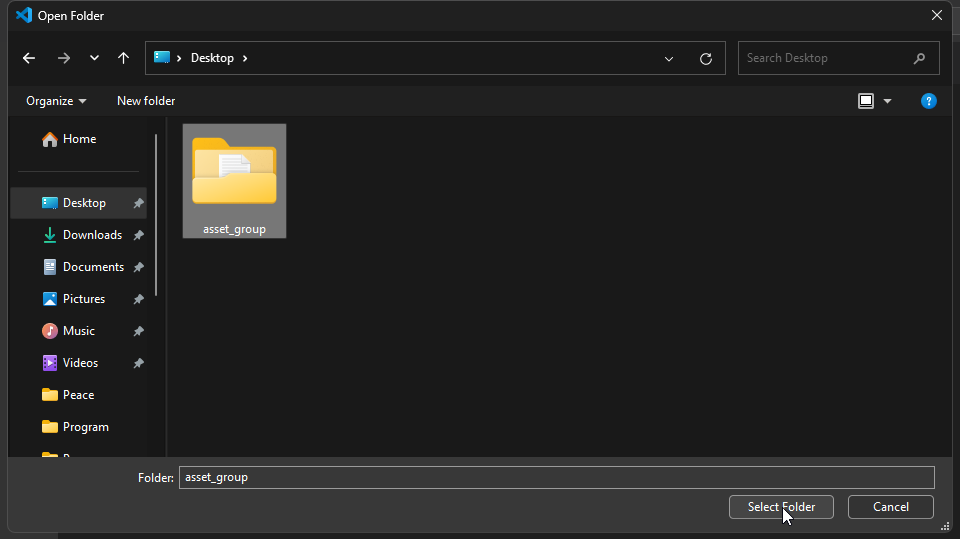 Open Folder
Desktop
Search Desktop
Organize
New folder
?
Home
Desktop
Downloads
Documents
Pictures
Music
Videos
Peace
Program
asset_group
Folder: asset_group
Select Folder
Cancel